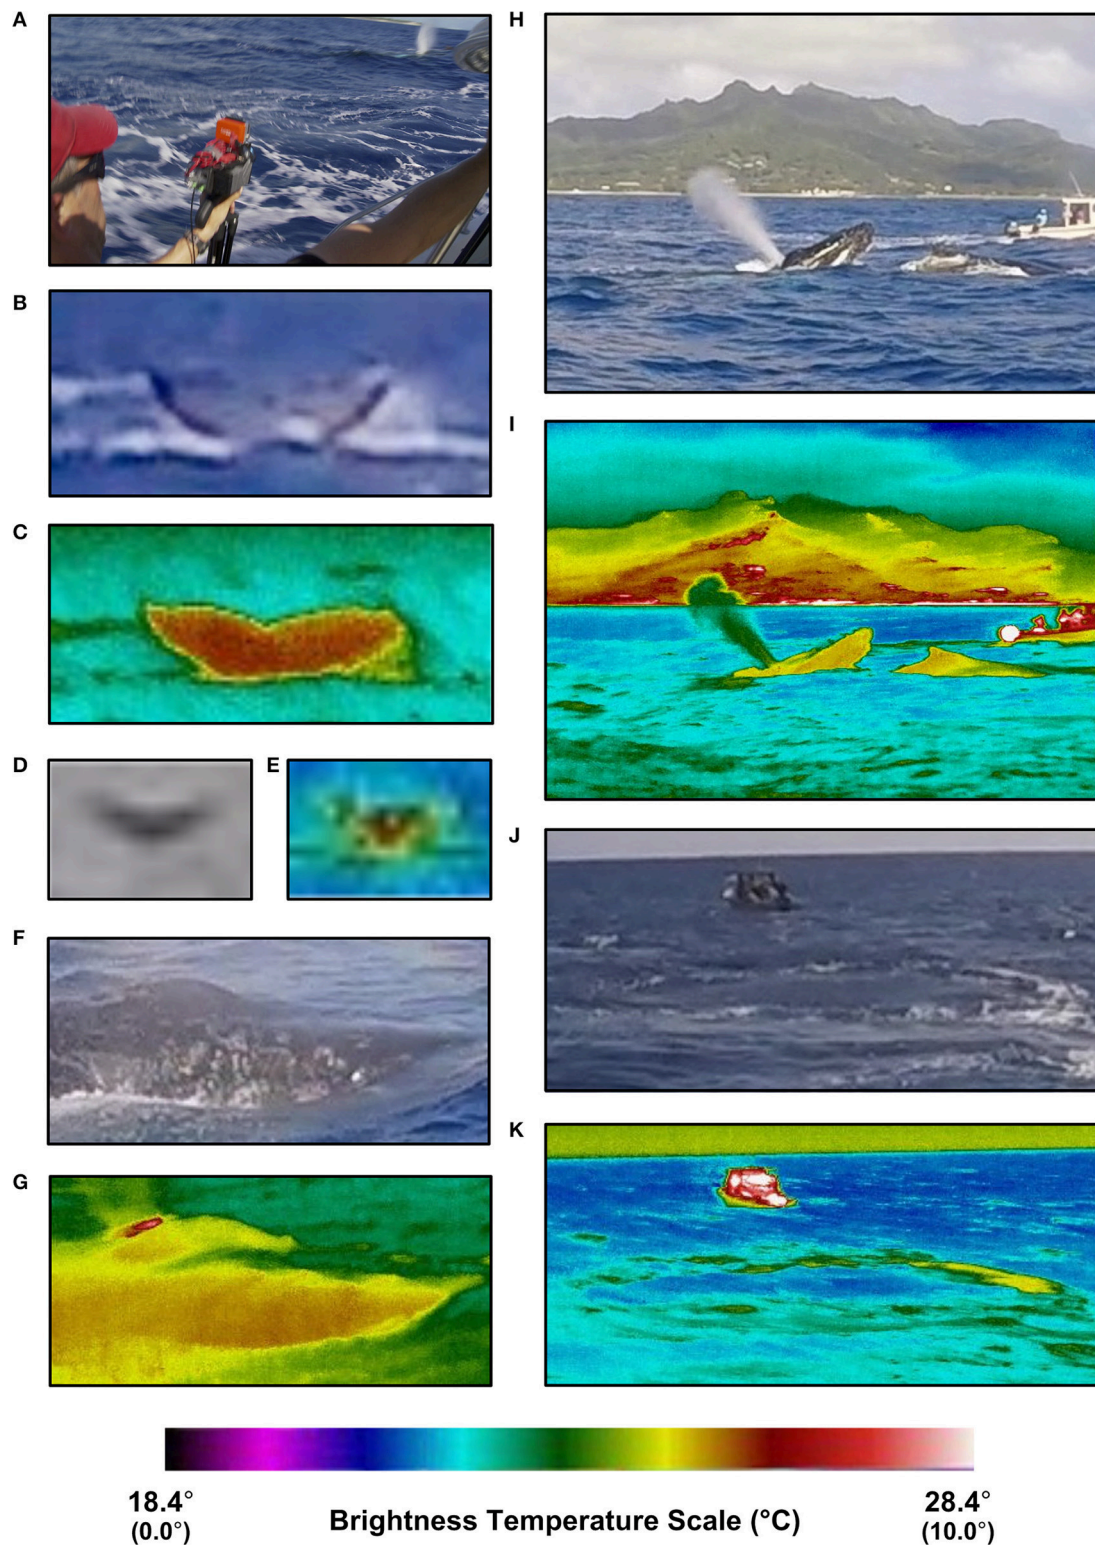 A
H
B
I
C
D
E
J
F
K
G
18.4°
(0.0°)
Brightness Temperature Scale (°C)
28.4°
(10.0°)